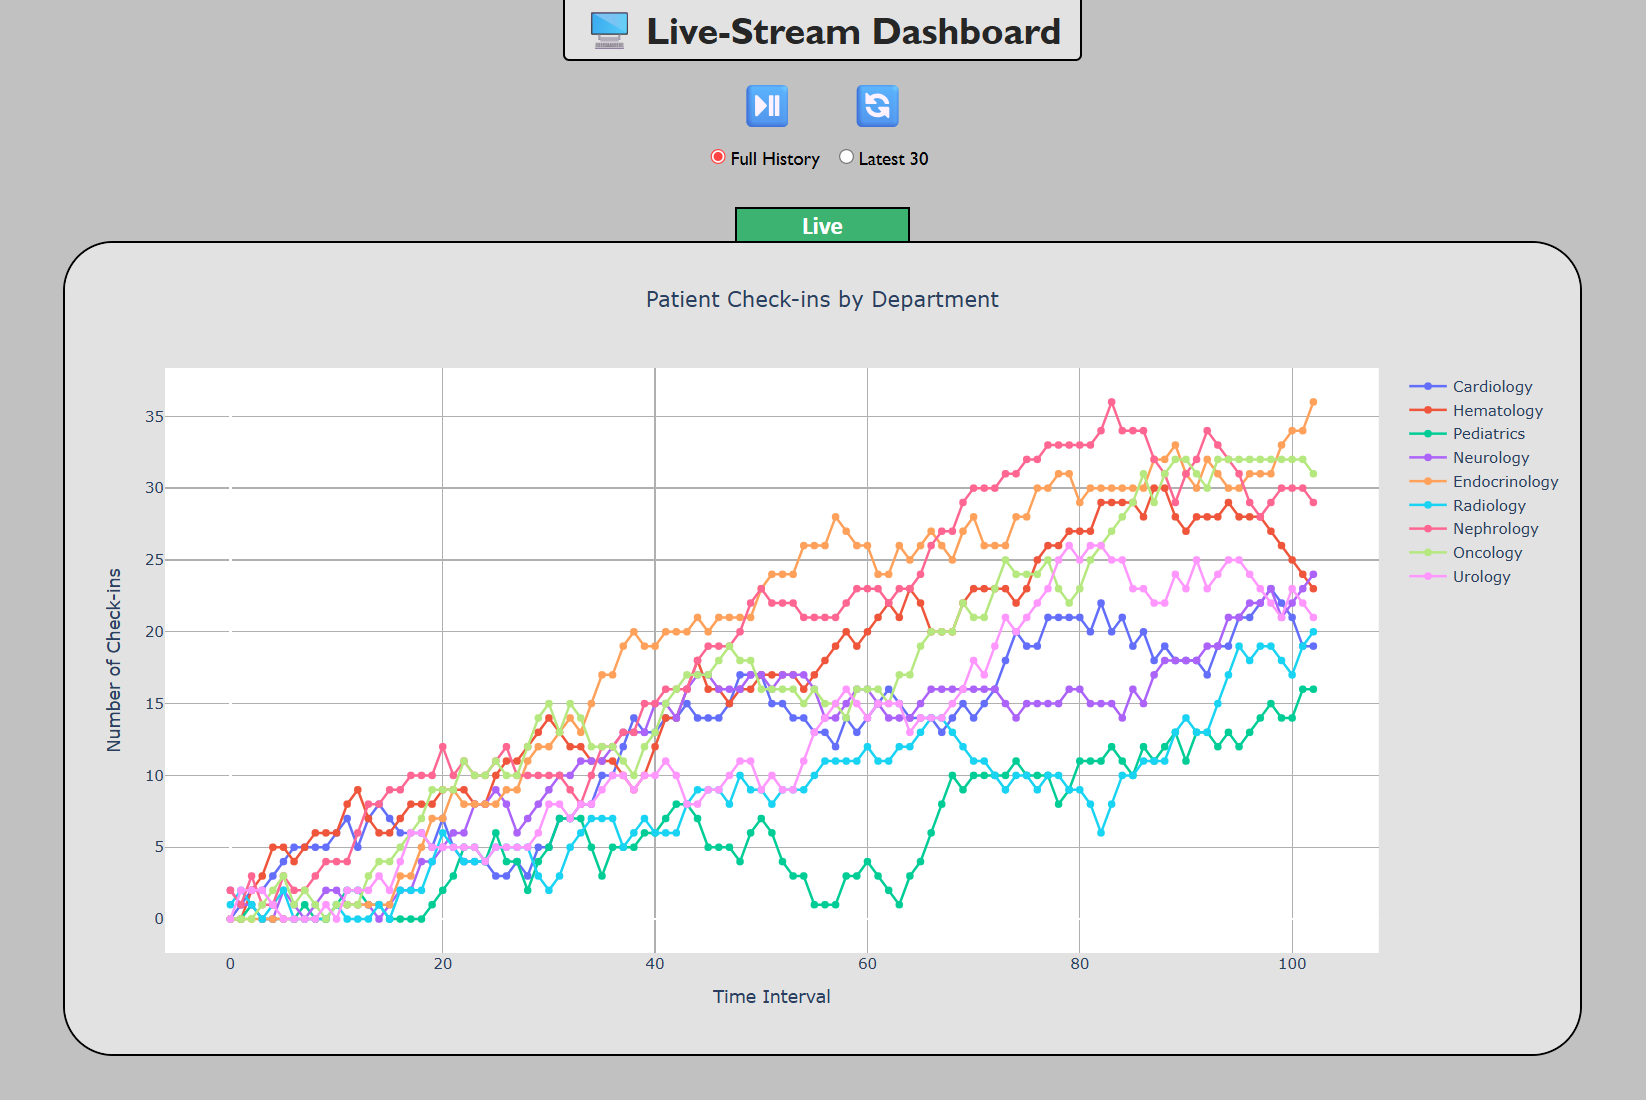 Live-Stream Dashboard
Full History Latest 30
Live
Patient Check-ins by Department
Number of Check-ins
35
30
25
20
15
10
5
0
0 20 40 60 80 100
Time Interval
Cardiology
Hematology
Pediatrics
Neurology
Endocrinology
Radiology
Nephrology
Oncology
Urology